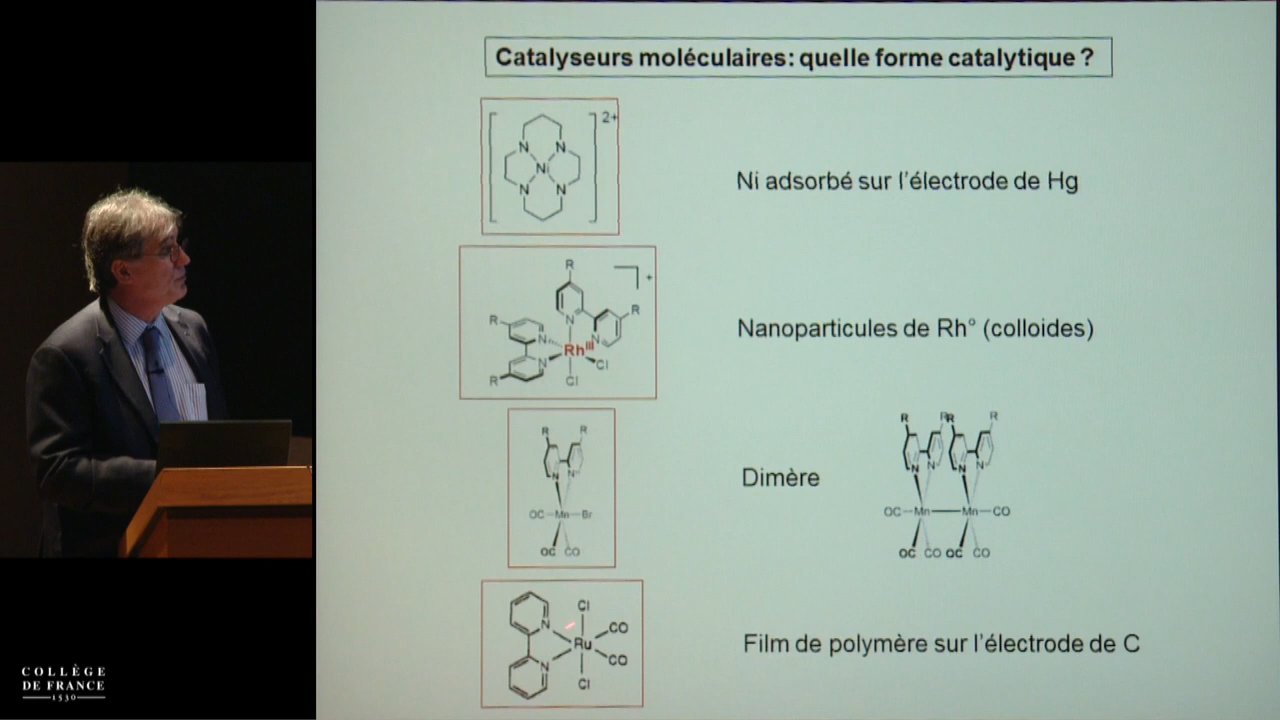 Catalyseurs moléculaires: quelle forme catalytique ?
2+
N N
Ni
N N
Ni adsorbé sur l'électrode de Hg
R
+
R
R
N
N N
RhIII
N Cl
R
Cl
Nanoparticules de Rh° (colloides)
R R
N N
OC-Mn-Br
OC CO
Dimère
R RR R
N N N N
OC-Mn-Mn-CO
OC CO OC CO
Cl
N CO
Ru
N CO
Cl
Film de polymère sur l'électrode de C
COLLÈGE
DE FRANCE
1530